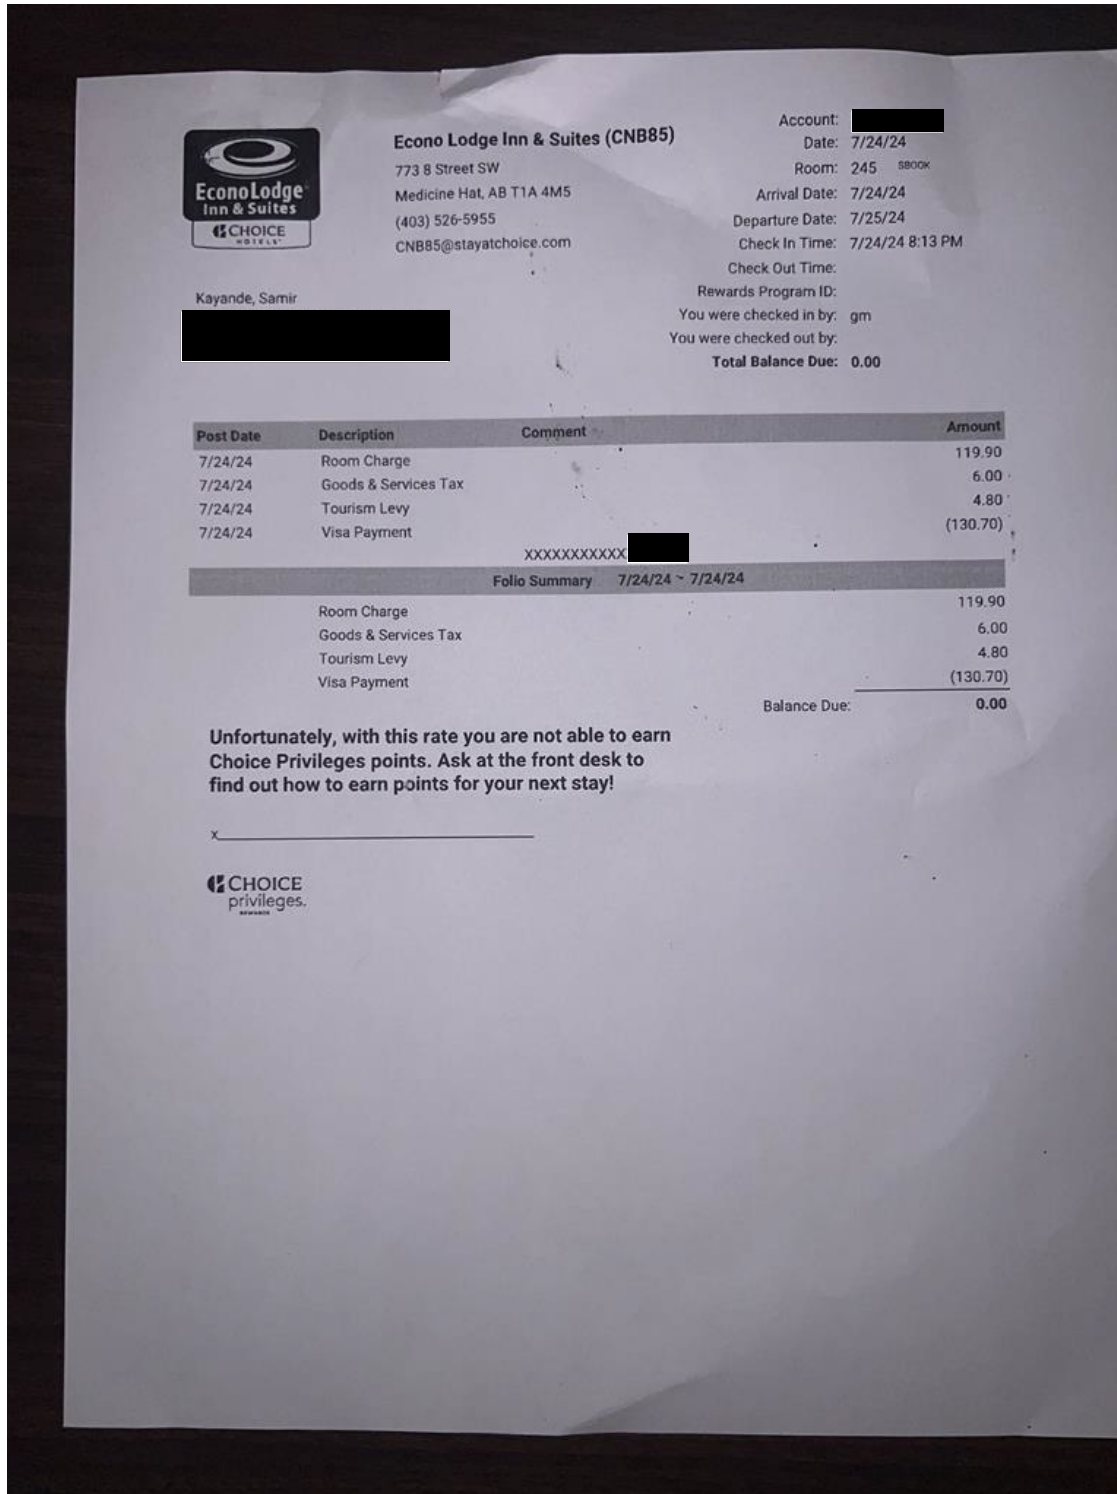 EconoLodge
Inn & Suites
CHOICE
HOTELS
Econo Lodge Inn & Suites (CNB85)
773 8 Street SW
Medicine Hat, AB T1A 4M5
(403) 526-5955
CNB85@stayatchoice.com
Account:
Date: 7/24/24
Room: 245 SBOOK
Arrival Date: 7/24/24
Departure Date: 7/25/24
Check In Time: 7/24/24 8:13 PM
Check Out Time:
Rewards Program ID:
You were checked in by: gm
You were checked out by:
Total Balance Due: 0.00
Kayande, Samir
Post Date Description Comment Amount
7/24/24 Room Charge 119.90
7/24/24 Goods & Services Tax 6.00
7/24/24 Tourism Levy 4.80
7/24/24 Visa Payment (130.70)
XXXXXXXXXXX
Folio Summary 7/24/24 ~ 7/24/24
Room Charge 119.90
Goods & Services Tax 6.00
Tourism Levy 4.80
Visa Payment (130.70)
Balance Due: 0.00
Unfortunately, with this rate you are not able to earn
Choice Privileges points. Ask at the front desk to
find out how to earn points for your next stay!
x
CHOICE
privileges.
REWARDS